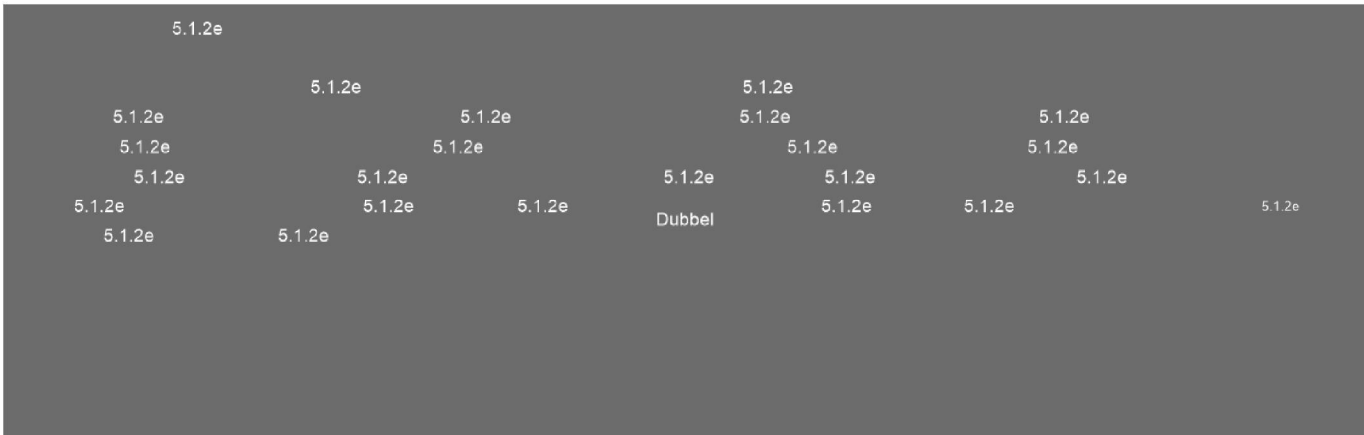 5.1.2e
5.1.2e 5.1.2e
5.1.2e 5.1.2e 5.1.2e 5.1.2e
5.1.2e 5.1.2e 5.1.2e 5.1.2e
5.1.2e 5.1.2e 5.1.2e 5.1.2e 5.1.2e
5.1.2e 5.1.2e 5.1.2e 5.1.2e 5.1.2e 5.1.2e
Dubbel
5.1.2e 5.1.2e